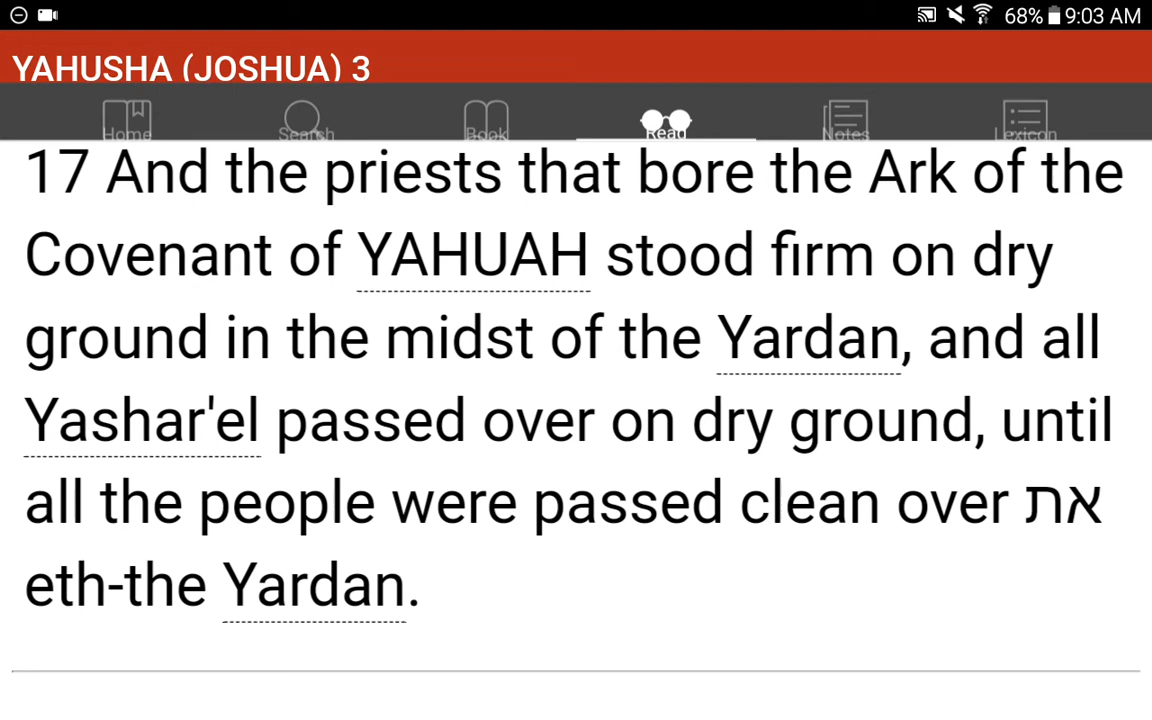 68% 9:03 AM
YAHUSHA (JOSHUA) 3
Home Search Book Read Notes Lexicon
17 And the priests that bore the Ark of the
Covenant of YAHUAH stood firm on dry
ground in the midst of the Yardan, and all
Yashar'el passed over on dry ground, until
all the people were passed clean over את
eth-the Yardan.